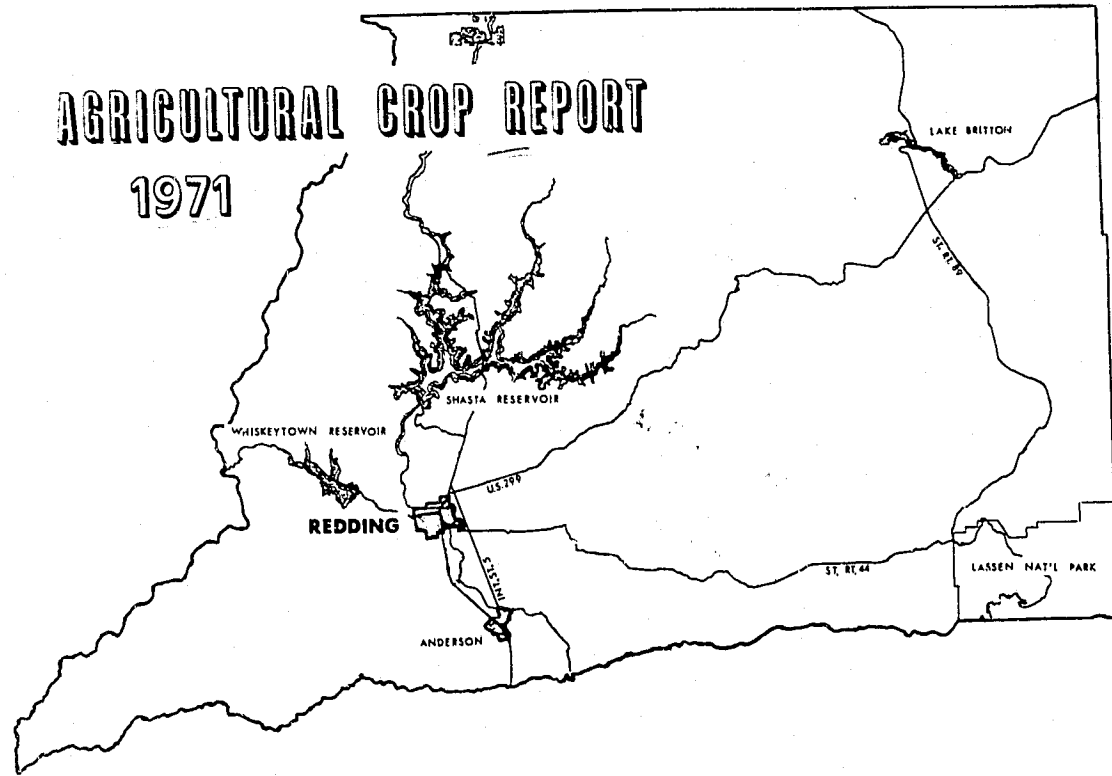 AGRICULTURAL CROP REPORT
1971
LAKE BRITTON
ST. RT. 89
SHASTA RESERVOIR
WHISKEYTOWN RESERVOIR
U.S. 299
REDDING
INT. ST. 5
ST. RT. 44
LASSEN NAT'L PARK
ANDERSON